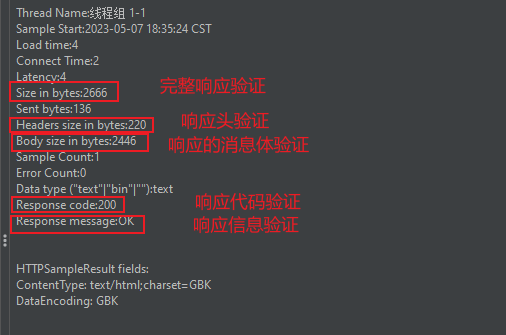 Thread Name:线程组 1-1
Sample Start:2023-05-07 18:35:24 CST
Load time:4
Connect Time:2
Latency:4
Size in bytes:2666 完整响应验证
Sent bytes:136
Headers size in bytes:220 响应头验证
Body size in bytes:2446 响应的消息体验证
Sample Count:1
Error Count:0
Data type ("text"|"bin"|""):text
Response code:200 响应代码验证
Response message:OK 响应信息验证
HTTPSampleResult fields:
ContentType: text/html;charset=GBK
DataEncoding: GBK